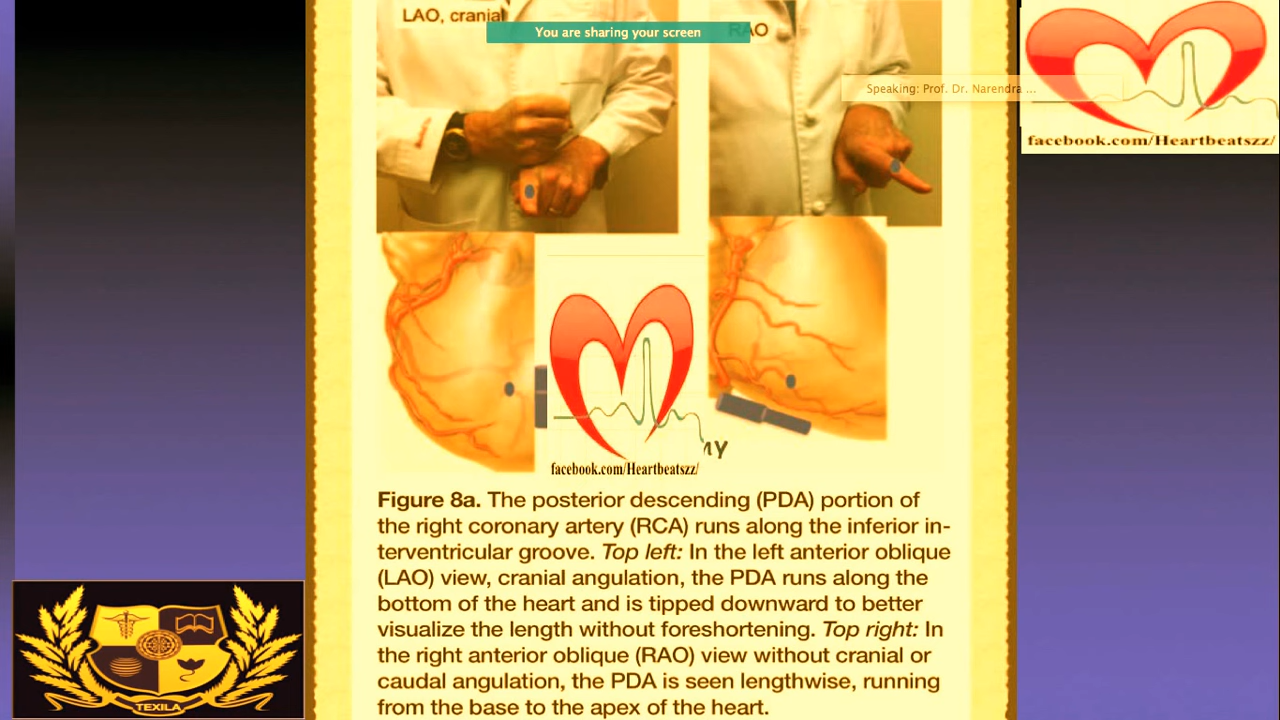 LAO, cranial
You are sharing your screen
RAO
Speaking: Prof. Dr. Narendra ...
facebook.com/Heartbeatszz/
facebook.com/Heartbeatszz/
Figure 8a. The posterior descending (PDA) portion of
the right coronary artery (RCA) runs along the inferior in-
terventricular groove. Top left: In the left anterior oblique
(LAO) view, cranial angulation, the PDA runs along the
bottom of the heart and is tipped downward to better
visualize the length without foreshortening. Top right: In
the right anterior oblique (RAO) view without cranial or
caudal angulation, the PDA is seen lengthwise, running
from the base to the apex of the heart.
TEXILA